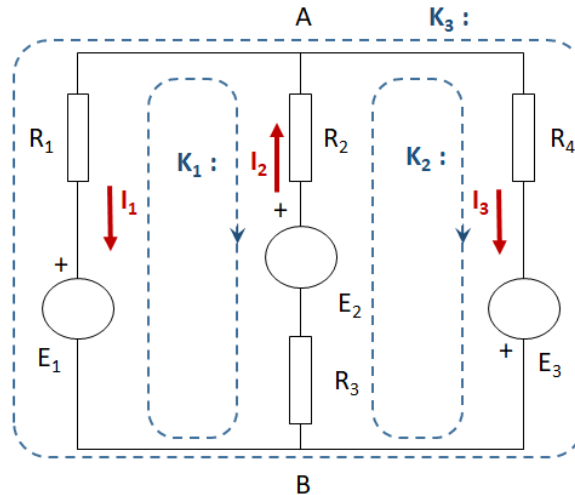 A
K₃ :
R₁
K₁ :
I₂
R₂
K₂ :
R₄
I₁
I₃
+
+
E₁
E₂
+
E₃
R₃
B